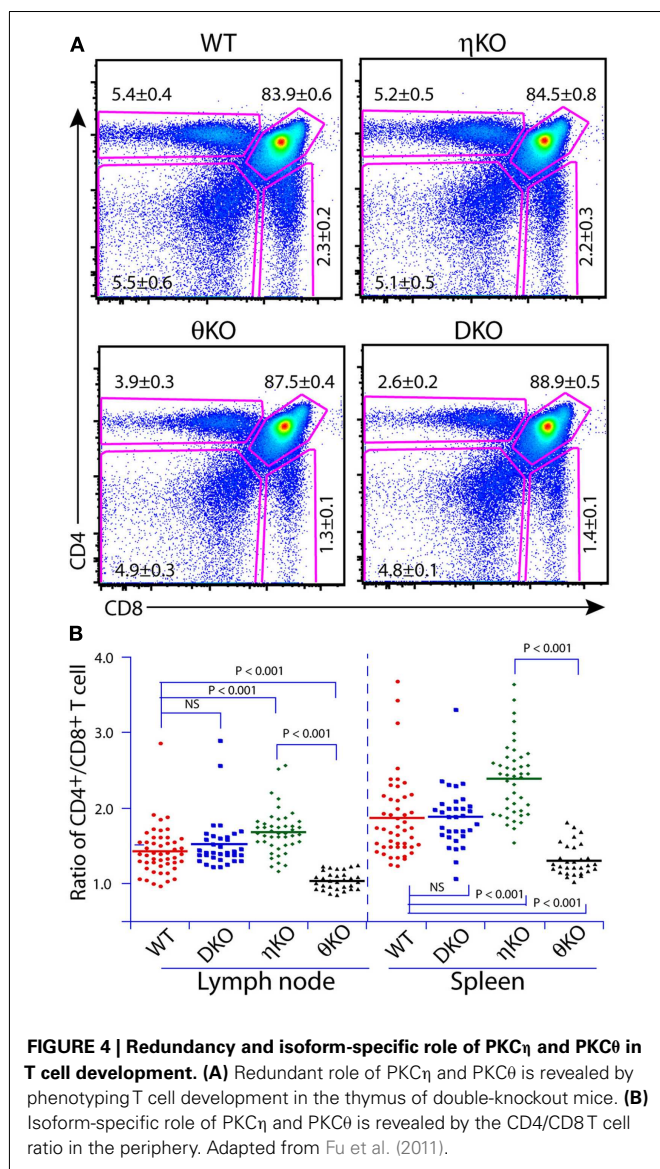 A
WT
ηKO
5.4±0.4
83.9±0.6
5.2±0.5
84.5±0.8
2.3±0.2
2.2±0.3
5.5±0.6
5.1±0.5
θKO
DKO
3.9±0.3
87.5±0.4
2.6±0.2
88.9±0.5
1.3±0.1
1.4±0.1
4.9±0.3
4.8±0.1
CD4
CD8
B
4.0
3.0
2.0
1.0
Ratio of CD4+/CD8+ T cell
P < 0.001
P < 0.001
NS
P < 0.001
P < 0.001
NS
P < 0.001
P < 0.001
WT
DKO
ηKO
θKO
WT
DKO
ηKO
θKO
Lymph node
Spleen
FIGURE 4 | Redundancy and isoform-specific role of PKCη and PKCθ in
T cell development. (A) Redundant role of PKCη and PKCθ is revealed by
phenotyping T cell development in the thymus of double-knockout mice. (B)
Isoform-specific role of PKCη and PKCθ is revealed by the CD4/CD8 T cell
ratio in the periphery. Adapted from Fu et al. (2011).